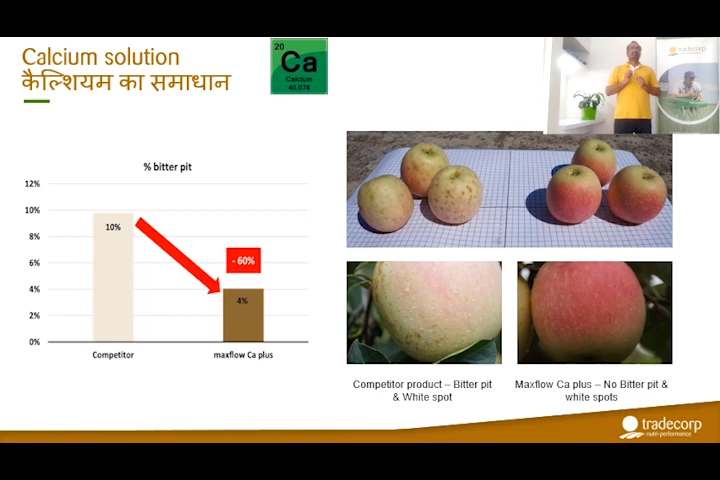 Calcium solution
कैल्शियम का समाधान
20
Ca
Calcium
40.078
tradecorp
% bitter pit
12%
10%
8%
6%
4%
2%
0%
10%
- 60%
4%
Competitor
maxflow Ca plus
Competitor product – Bitter pit
& White spot
Maxflow Ca plus – No Bitter pit &
white spots
tradecorp
nutri-performance